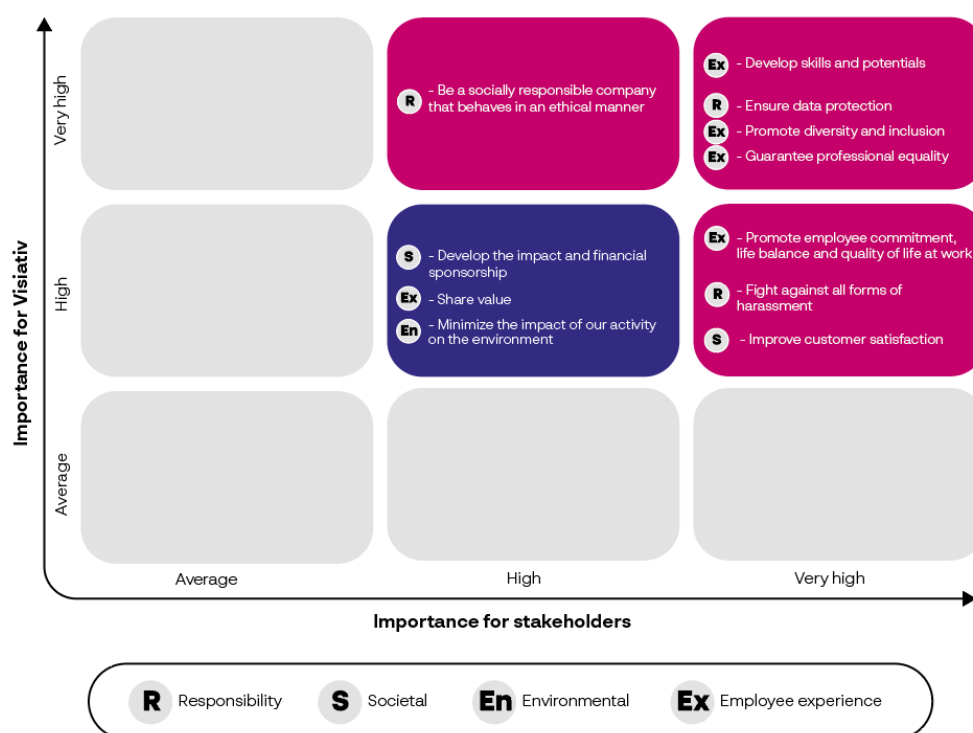 Importance for Visiativ
Very high
High
Average
R - Be a socially responsible company
that behaves in an ethical manner
Ex - Develop skills and potentials
R - Ensure data protection
Ex - Promote diversity and inclusion
Ex - Guarantee professional equality
S - Develop the impact and financial
sponsorship
Ex - Share value
En - Minimize the impact of our activity
on the environment
Ex - Promote employee commitment,
life balance and quality of life at work
R - Fight against all forms of
harassment
S - Improve customer satisfaction
Average High Very high
Importance for stakeholders
R Responsibility S Societal En Environmental Ex Employee experience